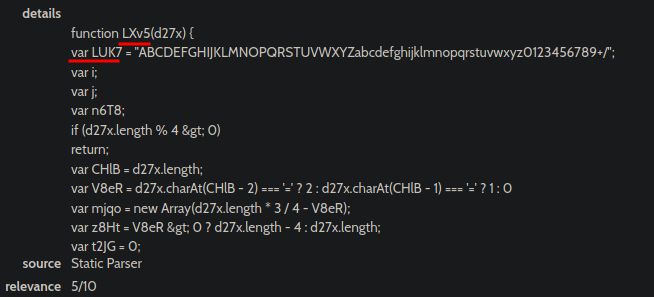 details
function LXv5(d27x) {
var LUK7 = "ABCDEFGHIJKLMNOPQRSTUVWXYZabcdefghijklmnopqrstuvwxyz0123456789+/";
var i;
var j;
var n6T8;
if (d27x.length % 4 &gt; 0)
return;
var CHlB = d27x.length;
var V8eR = d27x.charAt(CHlB - 2) === '=' ? 2 : d27x.charAt(CHlB - 1) === '=' ? 1 : 0
var mjqo = new Array(d27x.length * 3 / 4 - V8eR);
var z8Ht = V8eR &gt; 0 ? d27x.length - 4 : d27x.length;
var t2JG = 0;
source Static Parser
relevance 5/10